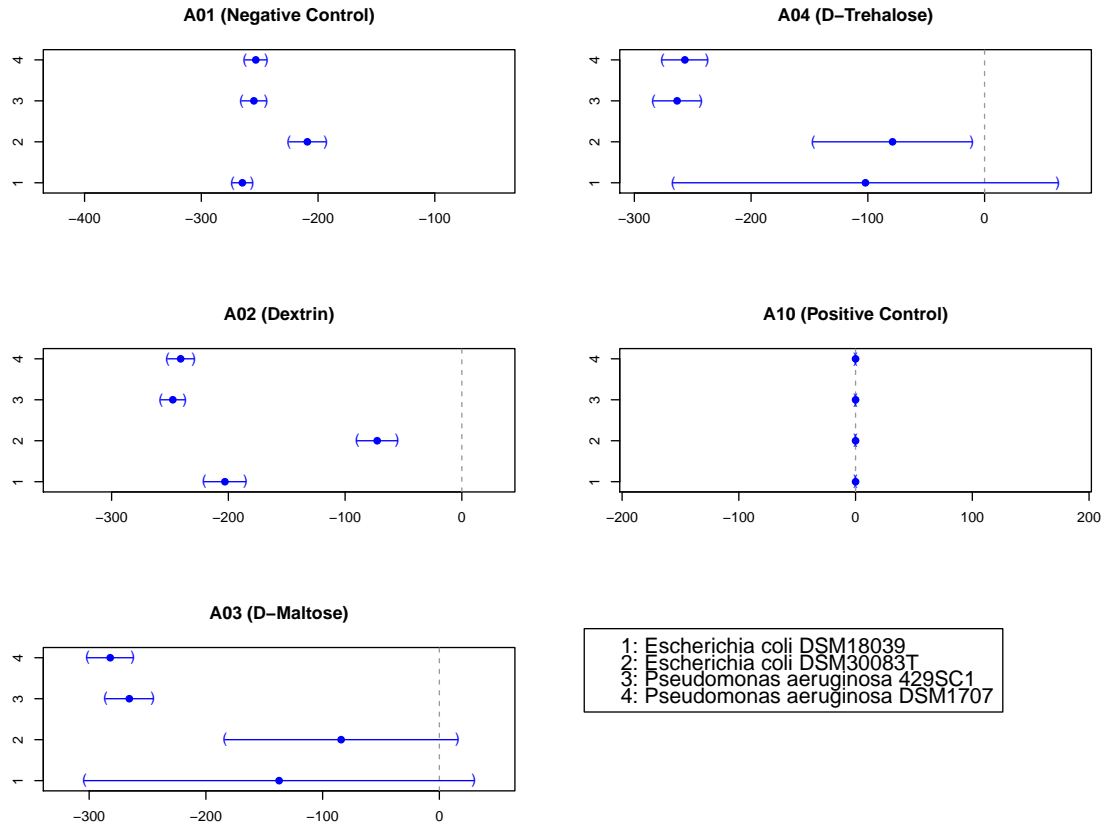 A01 (Negative Control)
4
3
2
1
−400 −300 −200 −100
A04 (D−Trehalose)
4
3
2
1
−300 −200 −100 0
A02 (Dextrin)
4
3
2
1
−300 −200 −100 0
A10 (Positive Control)
4
3
2
1
−200 −100 0 100 200
A03 (D−Maltose)
4
3
2
1
−300 −200 −100 0
1: Escherichia coli DSM18039
2: Escherichia coli DSM30083T
3: Pseudomonas aeruginosa 429SC1
4: Pseudomonas aeruginosa DSM1707